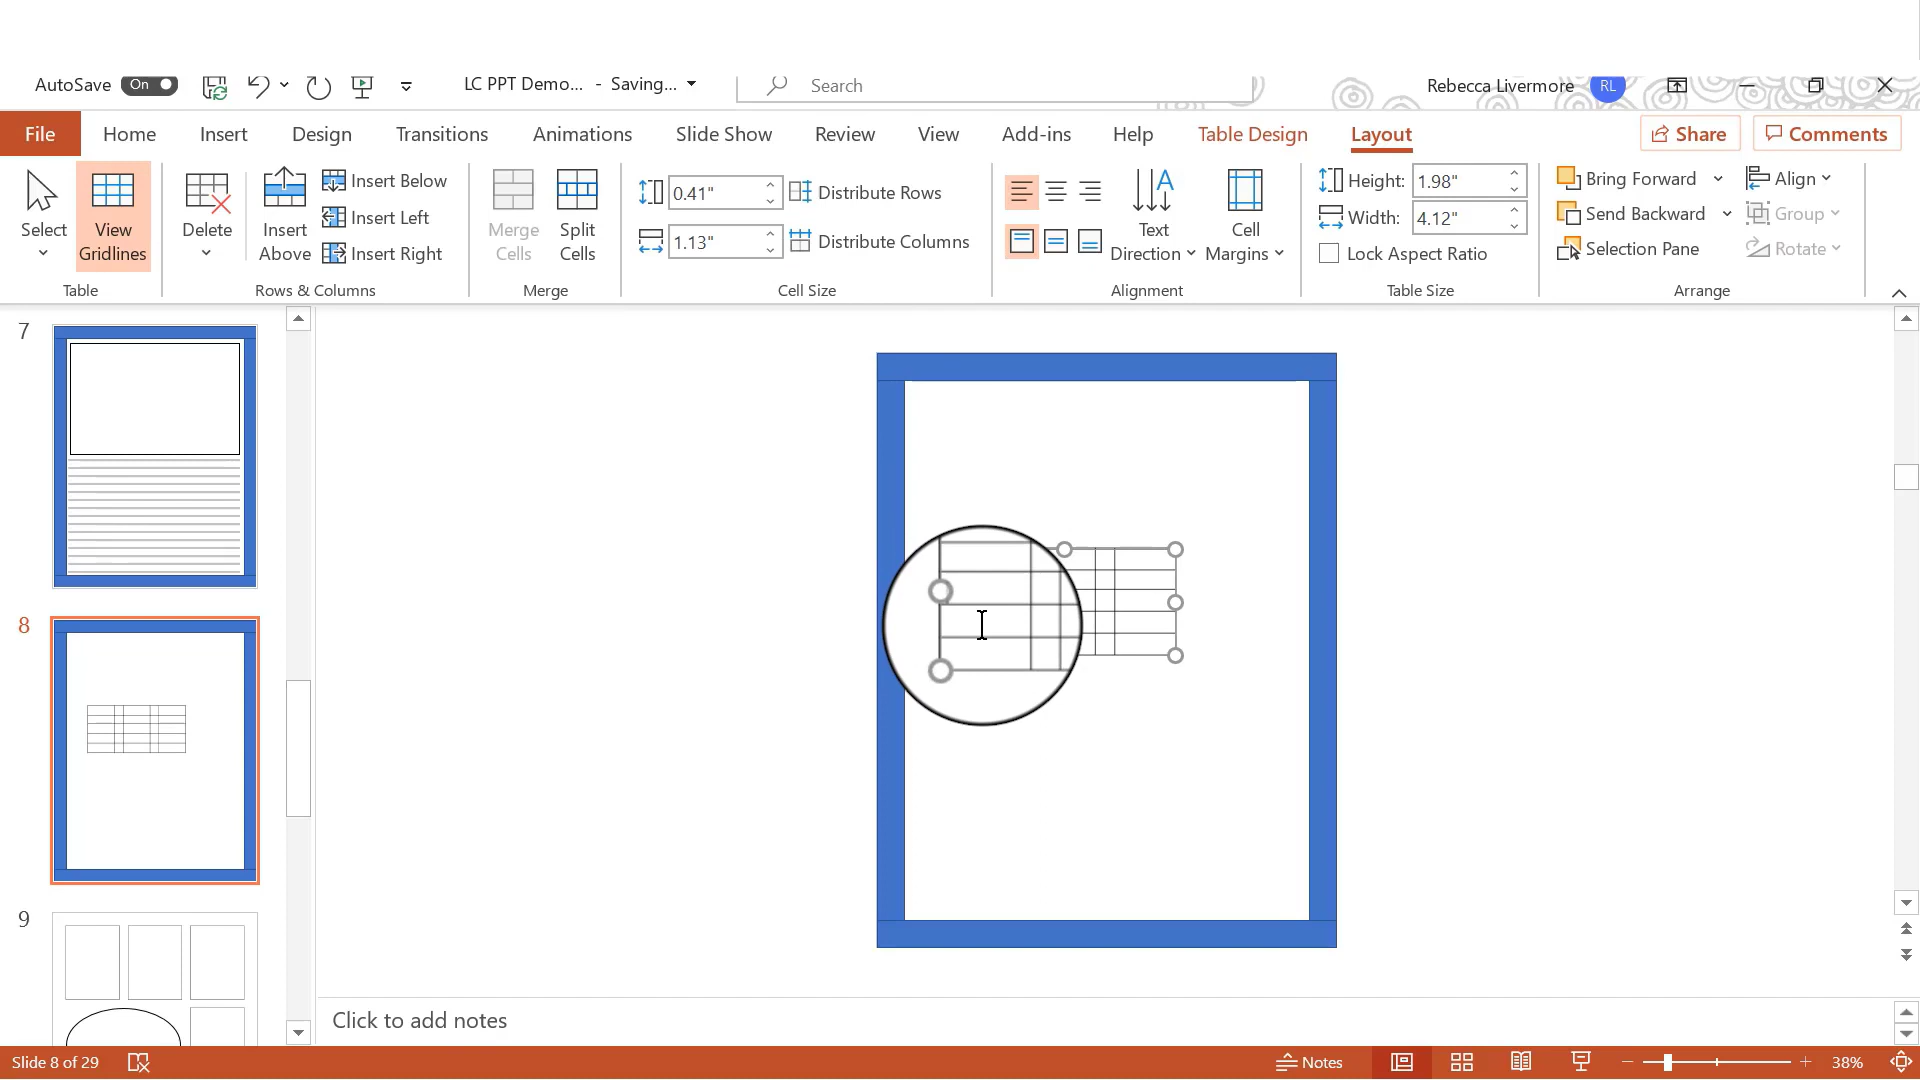 AutoSave On LC PPT Demo... - Saving... Search Rebecca Livermore RL
File Home Insert Design Transitions Animations Slide Show Review View Add-ins Help Table Design Layout Share Comments
Select View Gridlines Delete Insert Above Insert Below Insert Left Insert Right
Merge Cells Split Cells
0.41" Distribute Rows
1.13" Distribute Columns
Text Direction Cell Margins
Height: 1.98"
Width: 4.12"
Lock Aspect Ratio
Bring Forward Align
Send Backward Group
Selection Pane Rotate
Table Rows & Columns Merge Cell Size Alignment Table Size Arrange
7
8
9
Click to add notes
Slide 8 of 29 Notes 38%